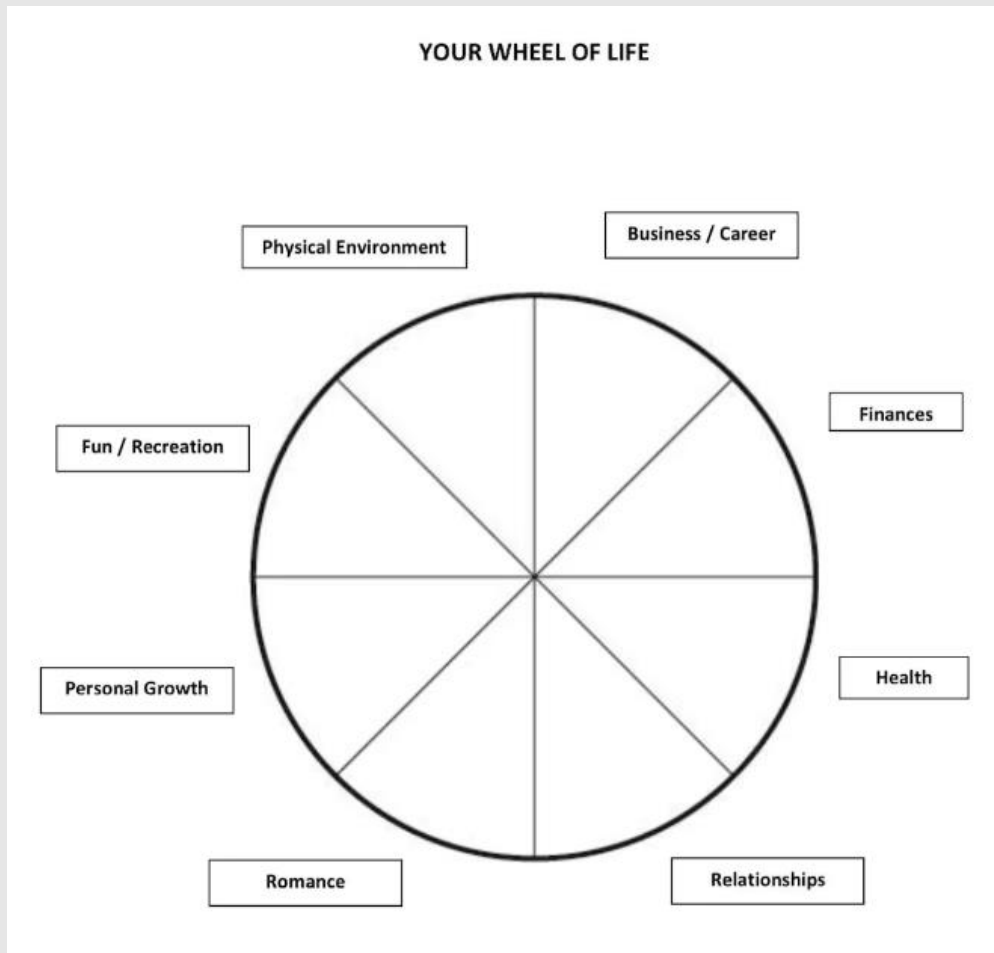 YOUR WHEEL OF LIFE
Physical Environment
Business / Career
Finances
Fun / Recreation
Health
Personal Growth
Relationships
Romance